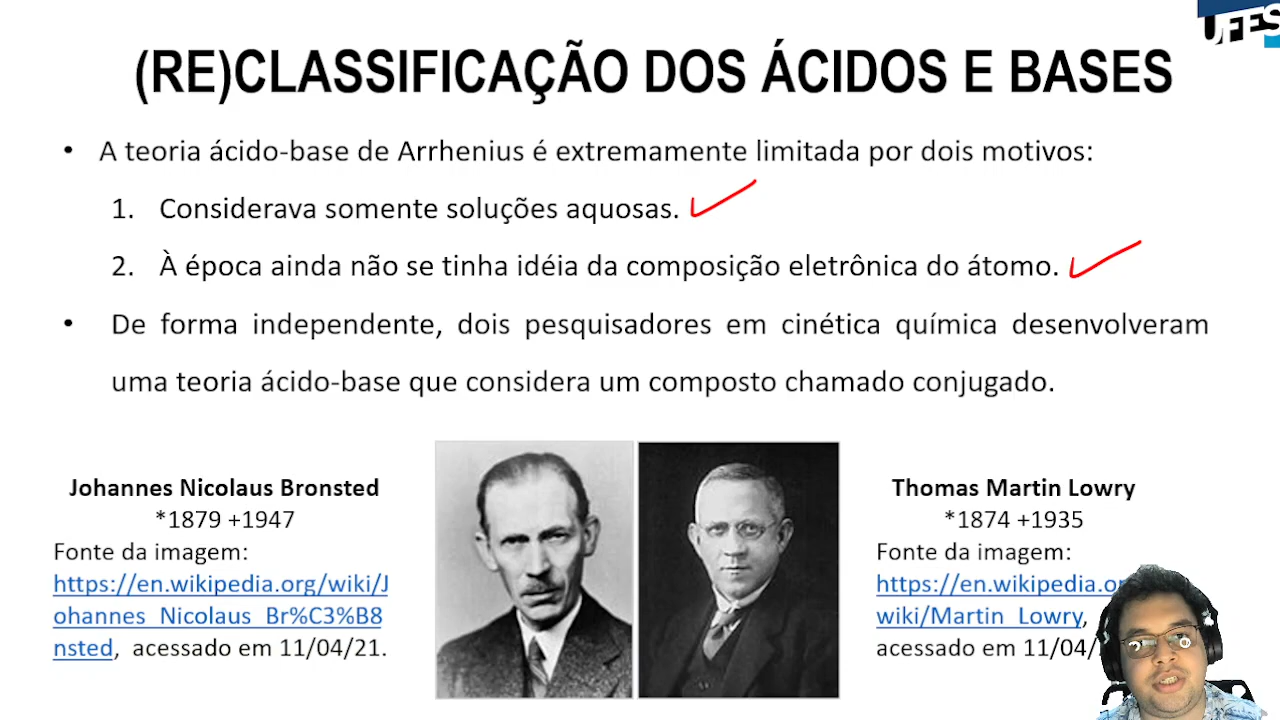 UFES
(RE)CLASSIFICAÇÃO DOS ÁCIDOS E BASES
• A teoria ácido-base de Arrhenius é extremamente limitada por dois motivos:
1. Considerava somente soluções aquosas.
2. À época ainda não se tinha idéia da composição eletrônica do átomo.
• De forma independente, dois pesquisadores em cinética química desenvolveram
uma teoria ácido-base que considera um composto chamado conjugado.
Johannes Nicolaus Bronsted
*1879 +1947
Fonte da imagem:
https://en.wikipedia.org/wiki/J
ohannes_Nicolaus_Br%C3%B8
nsted, acessado em 11/04/21.
Thomas Martin Lowry
*1874 +1935
Fonte da imagem:
https://en.wikipedia.or
wiki/Martin_Lowry,
acessado em 11/04/